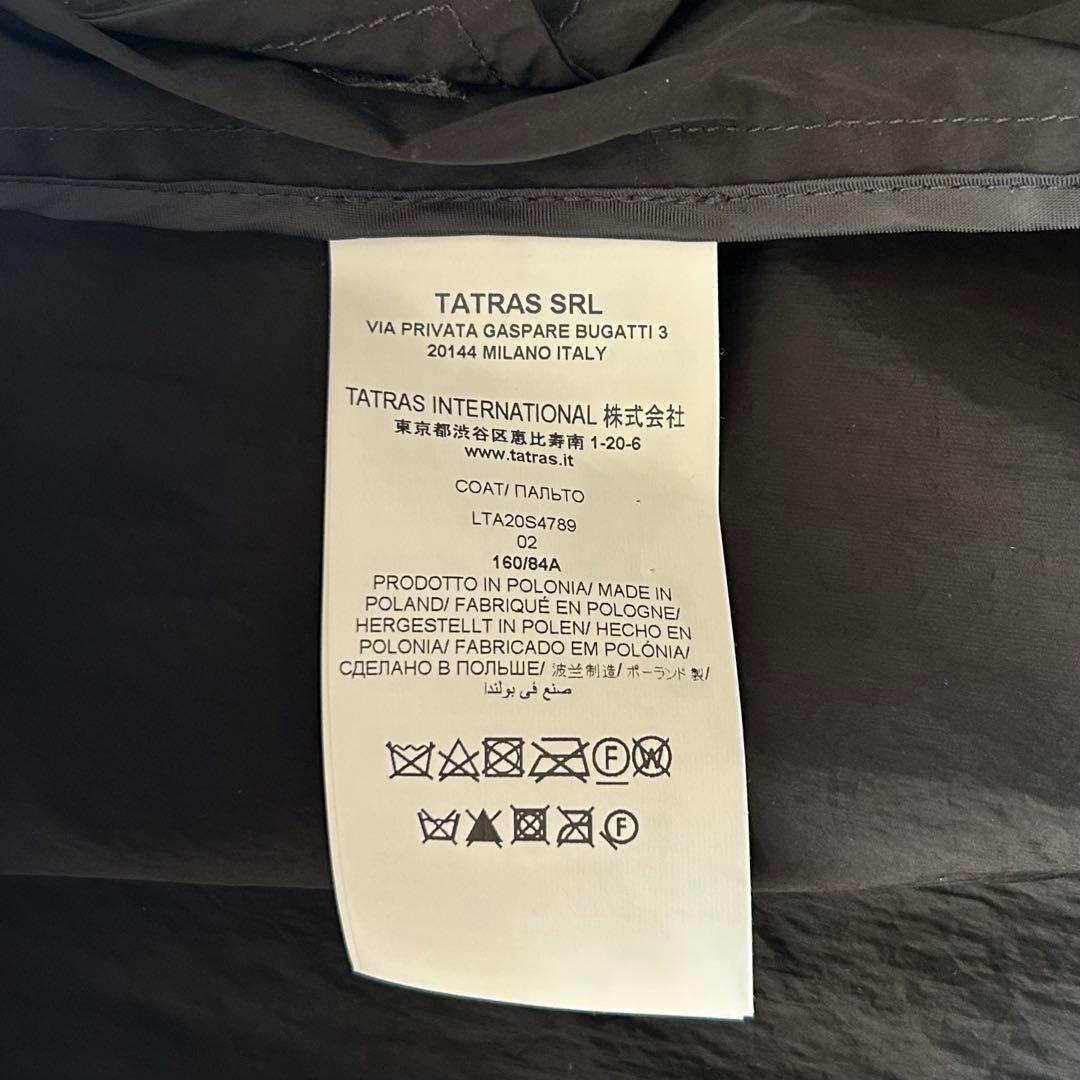 TATRAS SRL
VIA PRIVATA GASPARE BUGATTI 3
20144 MILANO ITALY
TATRAS INTERNATIONAL 株式会社
東京都渋谷区恵比寿南 1-20-6
www.tatras.it
COAT/ ПАЛЬТО
LTA20S4789
02
160/84A
PRODOTTO IN POLONIA/ MADE IN
POLAND/ FABRIQUÉ EN POLOGNE/
HERGESTELLT IN POLEN/ HECHO EN
POLONIA/ FABRICADO EM POLÓNIA/
СДЕЛАНО В ПОЛЬШЕ/ 波兰制造/ ポーランド製/
صنع في بولندا
F W
F